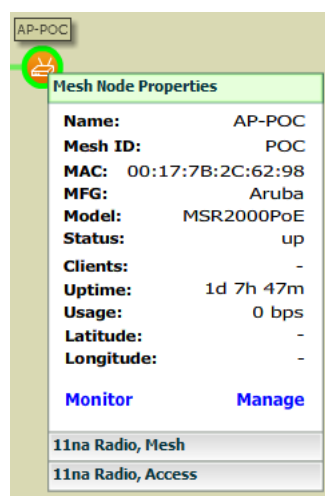 AP-POC
Mesh Node Properties
Name: AP-POC
Mesh ID: POC
MAC: 00:17:7B:2C:62:98
MFG: Aruba
Model: MSR2000PoE
Status: up
Clients: -
Uptime: 1d 7h 47m
Usage: 0 bps
Latitude: -
Longitude: -
Monitor Manage
11na Radio, Mesh
11na Radio, Access